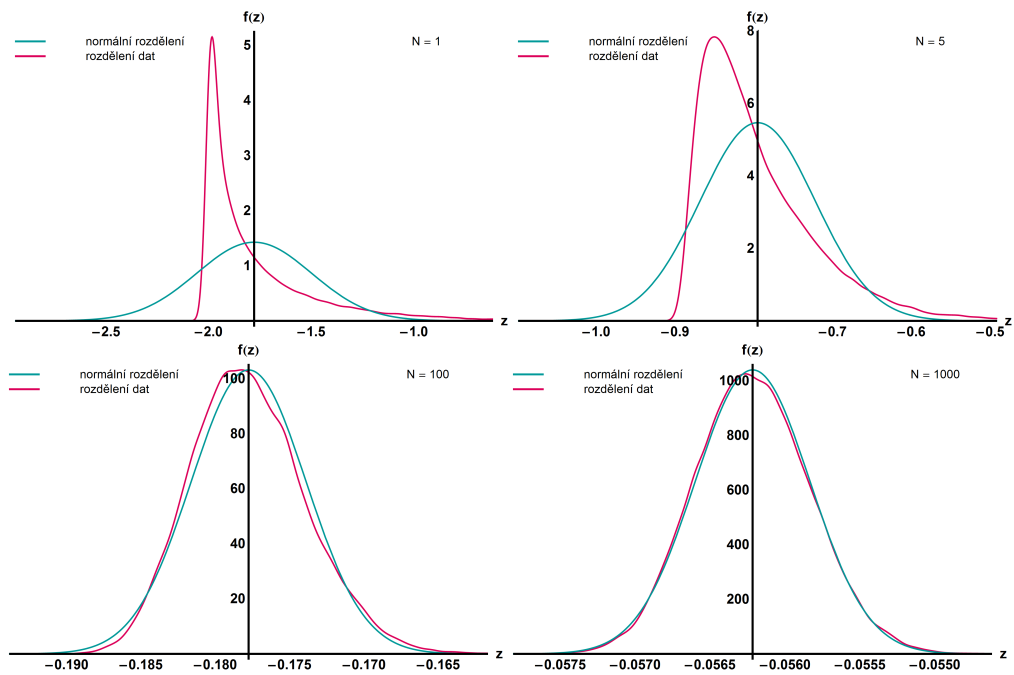 f(z)
normální rozdělení
rozdělení dat
N = 1
5
4
3
2
1
−2.5 −2.0 −1.5 −1.0 z
f(z)
normální rozdělení
rozdělení dat
N = 5
8
6
4
2
−1.0 −0.9 −0.7 −0.6 −0.5 z
f(z)
normální rozdělení
rozdělení dat
N = 100
100
80
60
40
20
−0.190 −0.185 −0.180 −0.175 −0.170 −0.165 z
f(z)
normální rozdělení
rozdělení dat
N = 1000
1000
800
600
400
200
−0.0575 −0.0570 −0.0565 −0.0560 −0.0555 −0.0550 z